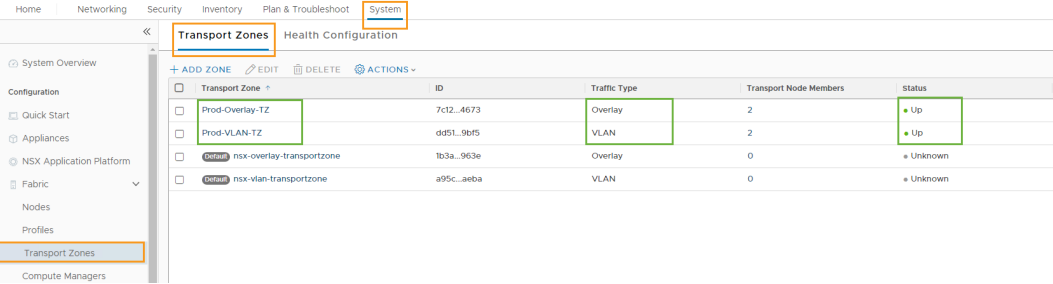 Home Networking Security Inventory Plan & Troubleshoot System
«
Transport Zones Health Configuration
System Overview
+ ADD ZONE EDIT DELETE ACTIONS
Configuration
Transport Zone ↑ ID Traffic Type Transport Node Members Status
Quick Start
Prod-Overlay-TZ 7c12...4673 Overlay 2 Up
Appliances
Prod-VLAN-TZ dd51...9bf5 VLAN 2 Up
NSX Application Platform
Default nsx-overlay-transportzone 1b3a...963e Overlay 0 Unknown
Fabric
Default nsx-vlan-transportzone a95c...aeba VLAN 0 Unknown
Nodes
Profiles
Transport Zones
Compute Managers